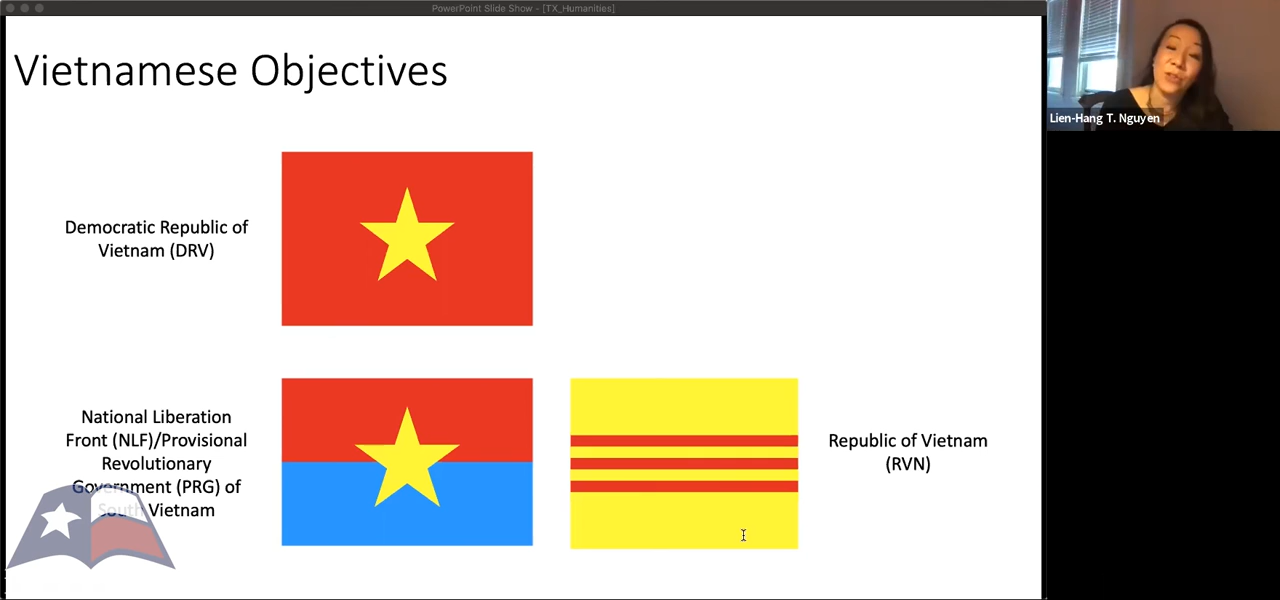 PowerPoint Slide Show - [TX_Humanities]
Vietnamese Objectives
Lien-Hang T. Nguyen
Democratic Republic of
Vietnam (DRV)
National Liberation
Front (NLF)/Provisional
Revolutionary
Government (PRG) of
South Vietnam
Republic of Vietnam
(RVN)